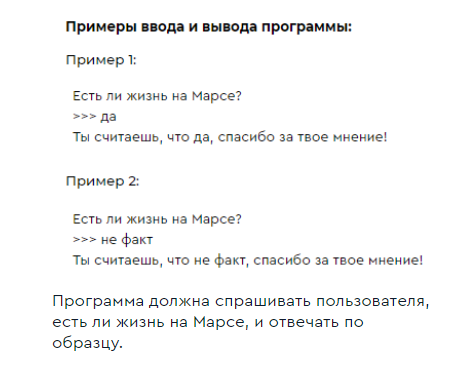 Примеры ввода и вывода программы:
Пример 1:
Есть ли жизнь на Марсе?
>>> да
Ты считаешь, что да, спасибо за твое мнение!
Пример 2:
Есть ли жизнь на Марсе?
>>> не факт
Ты считаешь, что не факт, спасибо за твое мнение!
Программа должна спрашивать пользователя,
есть ли жизнь на Марсе, и отвечать по
образцу.